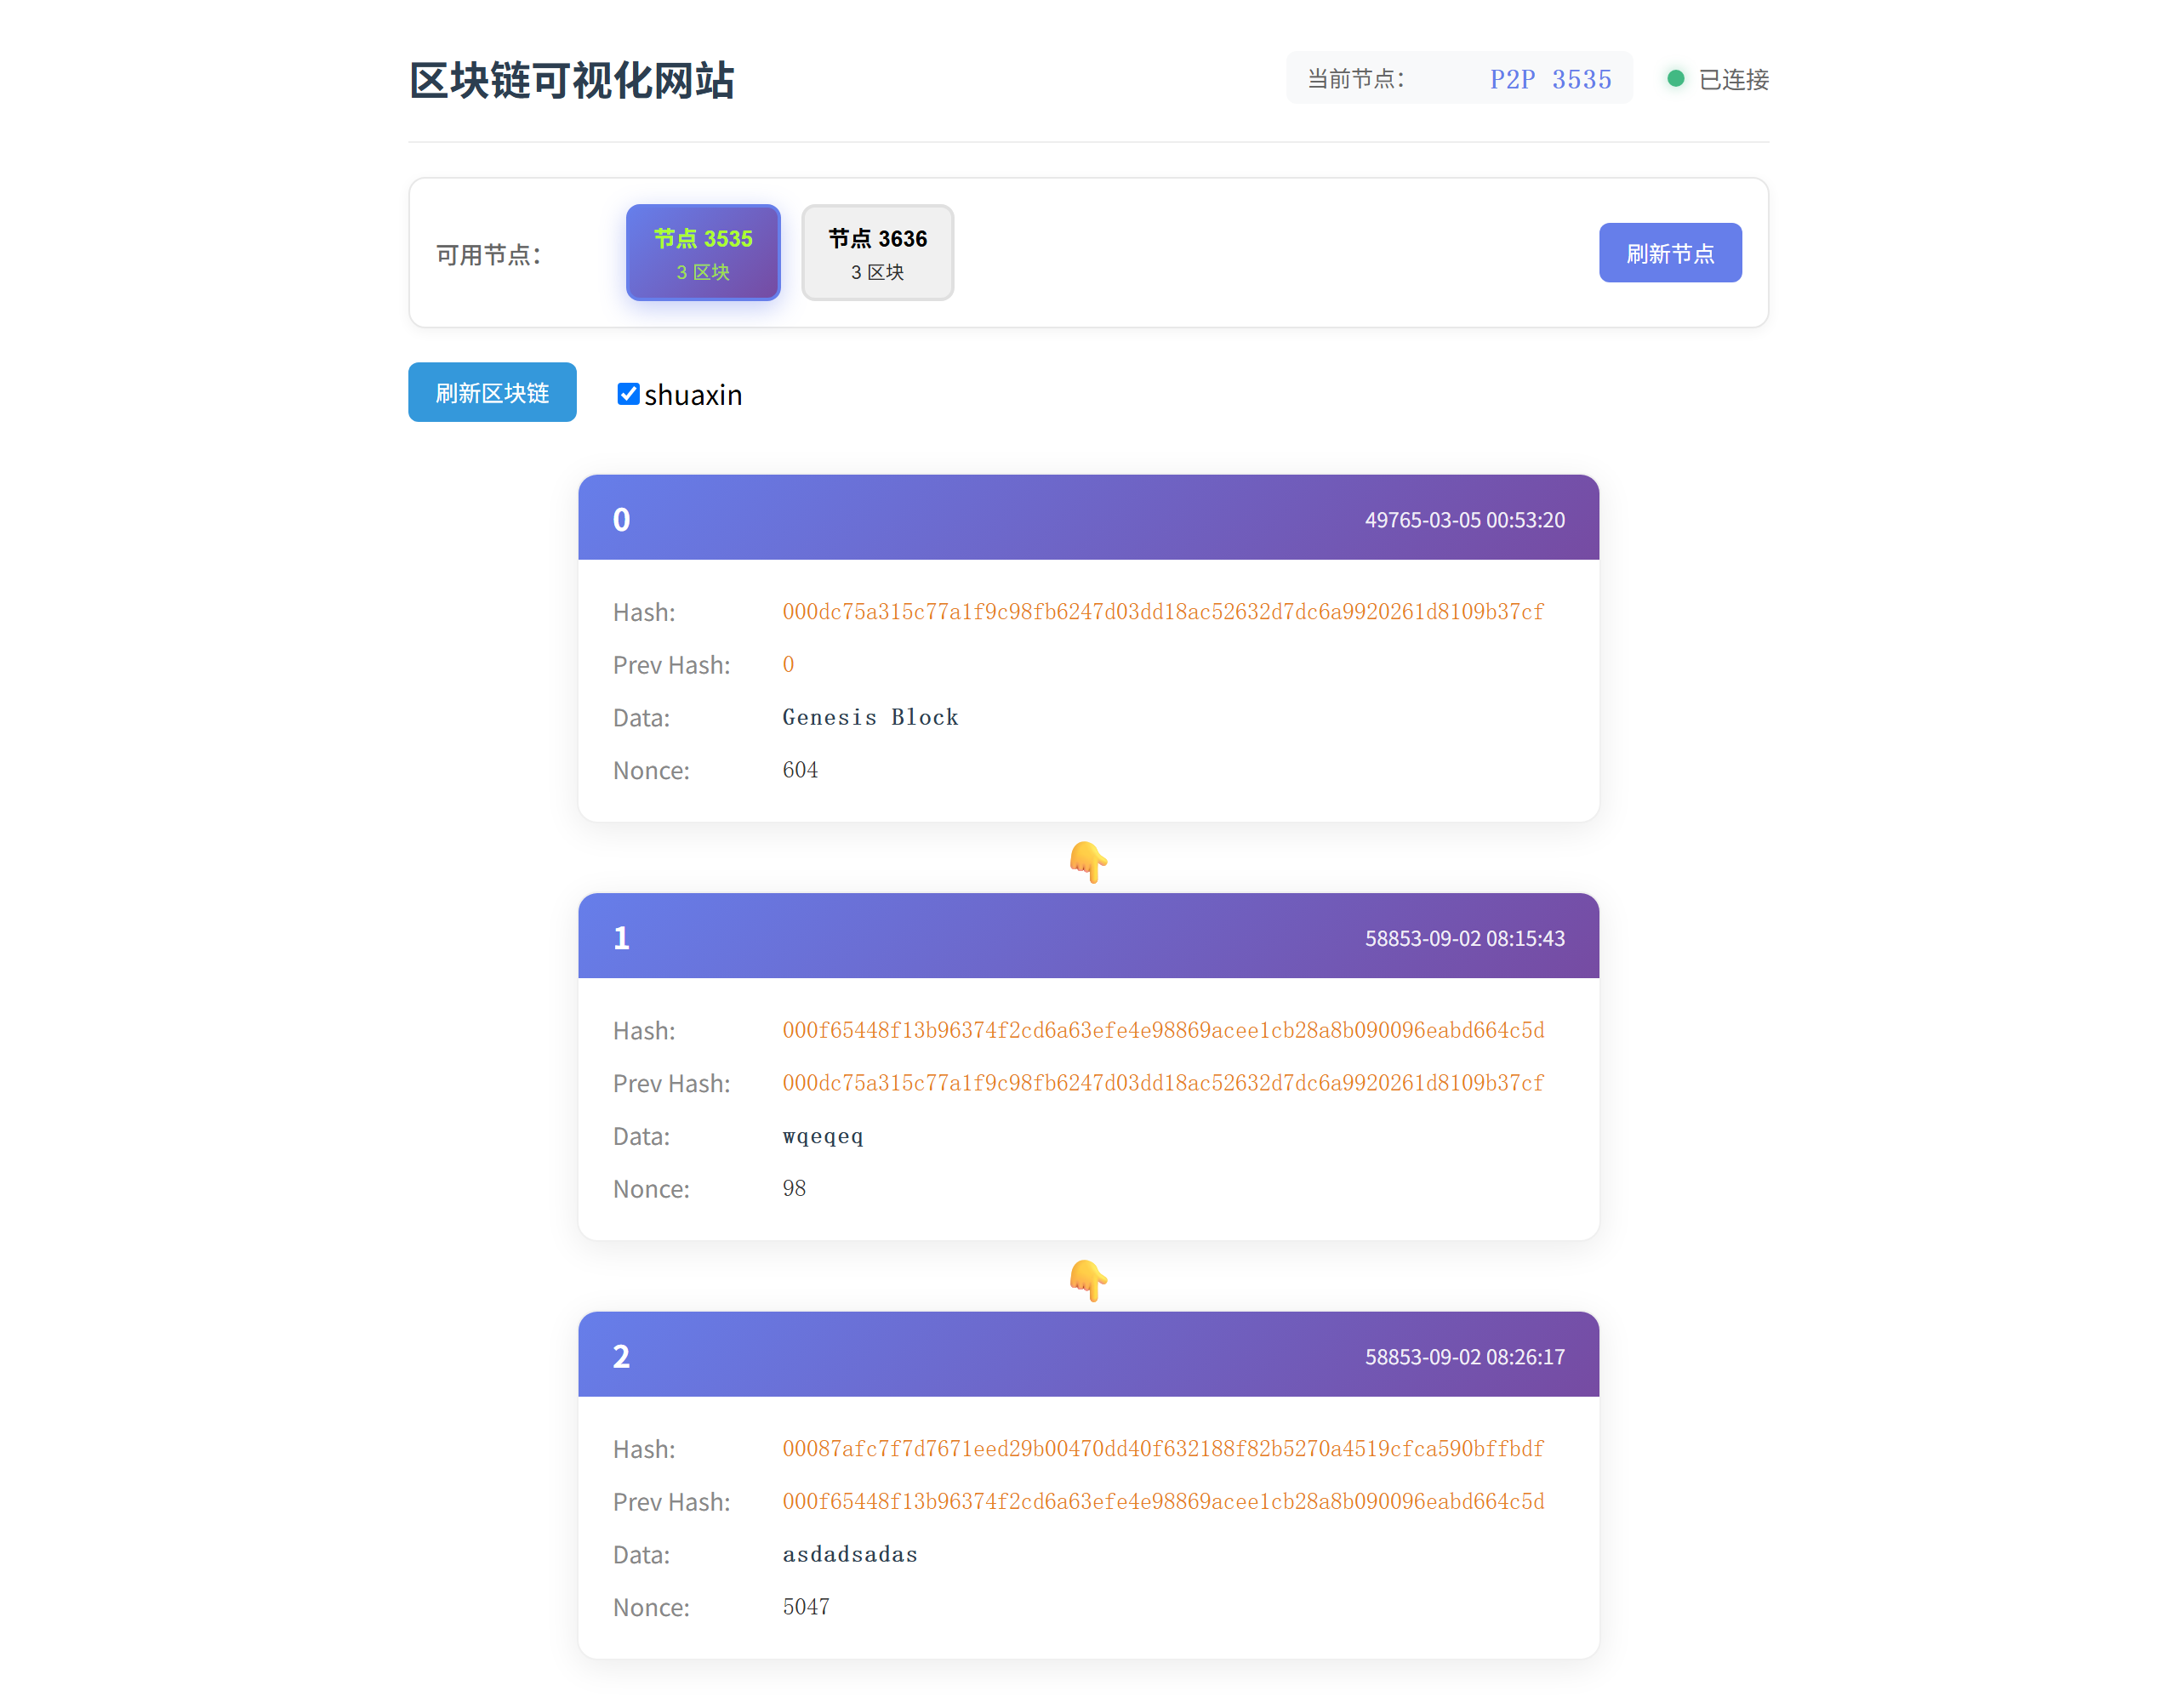 区块链可视化网站
当前节点: P2P 3535 已连接
可用节点:
节点 3535
3 区块
节点 3636
3 区块
刷新节点
刷新区块链
shuaxin
0 49765-03-05 00:53:20
Hash: 000dc75a315c77a1f9c98fb6247d03dd18ac52632d7dc6a9920261d8109b37cf
Prev Hash: 0
Data: Genesis Block
Nonce: 604
1 58853-09-02 08:15:43
Hash: 000f65448f13b96374f2cd6a63efe4e98869acee1cb28a8b090096eabd664c5d
Prev Hash: 000dc75a315c77a1f9c98fb6247d03dd18ac52632d7dc6a9920261d8109b37cf
Data: wqeqeq
Nonce: 98
2 58853-09-02 08:26:17
Hash: 00087afc7f7d7671eed29b00470dd40f632188f82b5270a4519cfca590bffbdf
Prev Hash: 000f65448f13b96374f2cd6a63efe4e98869acee1cb28a8b090096eabd664c5d
Data: asdadsadas
Nonce: 5047